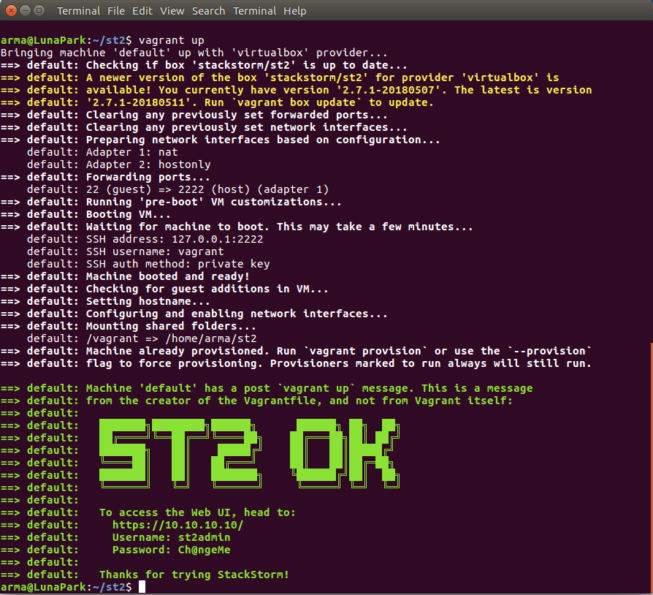 Terminal File Edit View Search Terminal Help
arma@LunaPark:~/st2$ vagrant up
Bringing machine 'default' up with 'virtualbox' provider...
==> default: Checking if box 'stackstorm/st2' is up to date...
==> default: A newer version of the box 'stackstorm/st2' for provider 'virtualbox' is
==> default: available! You currently have version '2.7.1-20180507'. The latest is version
==> default: '2.7.1-20180511'. Run `vagrant box update` to update.
==> default: Clearing any previously set forwarded ports...
==> default: Clearing any previously set network interfaces...
==> default: Preparing network interfaces based on configuration...
    default: Adapter 1: nat
    default: Adapter 2: hostonly
==> default: Forwarding ports...
    default: 22 (guest) => 2222 (host) (adapter 1)
==> default: Running 'pre-boot' VM customizations...
==> default: Booting VM...
==> default: Waiting for machine to boot. This may take a few minutes...
    default: SSH address: 127.0.0.1:2222
    default: SSH username: vagrant
    default: SSH auth method: private key
==> default: Machine booted and ready!
==> default: Checking for guest additions in VM...
==> default: Setting hostname...
==> default: Configuring and enabling network interfaces...
==> default: Mounting shared folders...
    default: /vagrant => /home/arma/st2
==> default: Machine already provisioned. Run `vagrant provision` or use the `--provision`
==> default: flag to force provisioning. Provisioners marked to run always will still run.
==> default: Machine 'default' has a post `vagrant up` message. This is a message
==> default: from the creator of the Vagrantfile, and not from Vagrant itself:
==> default:
==> default:
==> default:
==> default:
==> default: ST2 OK
==> default:
==> default:
==> default:
==> default:
==> default: To access the Web UI, head to:
==> default: https://10.10.10.10/
==> default: Username: st2admin
==> default: Password: Ch@ngeMe
==> default:
==> default: Thanks for trying StackStorm!
arma@LunaPark:~/st2$